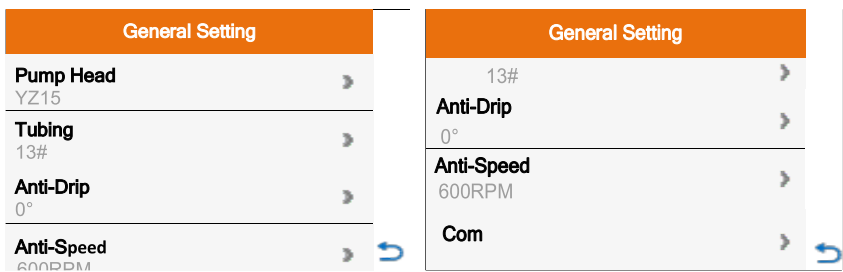 General Setting
Pump Head
YZ15
Tubing
13#
Anti-Drip
0°
Anti-Speed
600RPM
General Setting
13#
Anti-Drip
0°
Anti-Speed
600RPM
Com